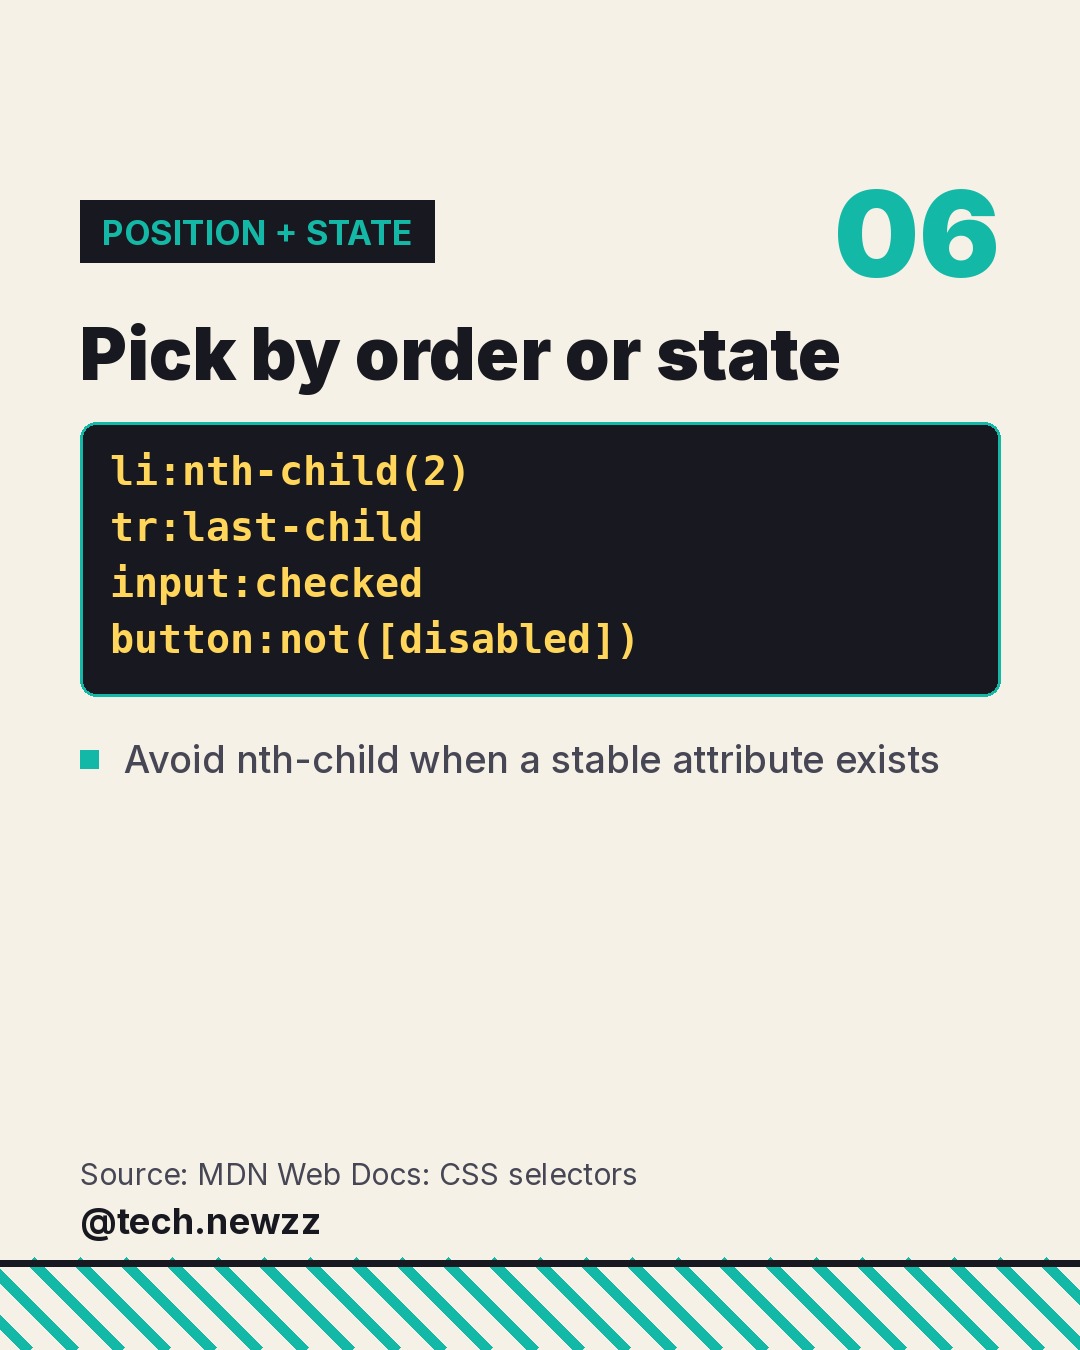 POSITION + STATE
06
Pick by order or state
li:nth-child(2)
tr:last-child
input:checked
button:not([disabled])
Avoid nth-child when a stable attribute exists
Source: MDN Web Docs: CSS selectors
@tech.newzz